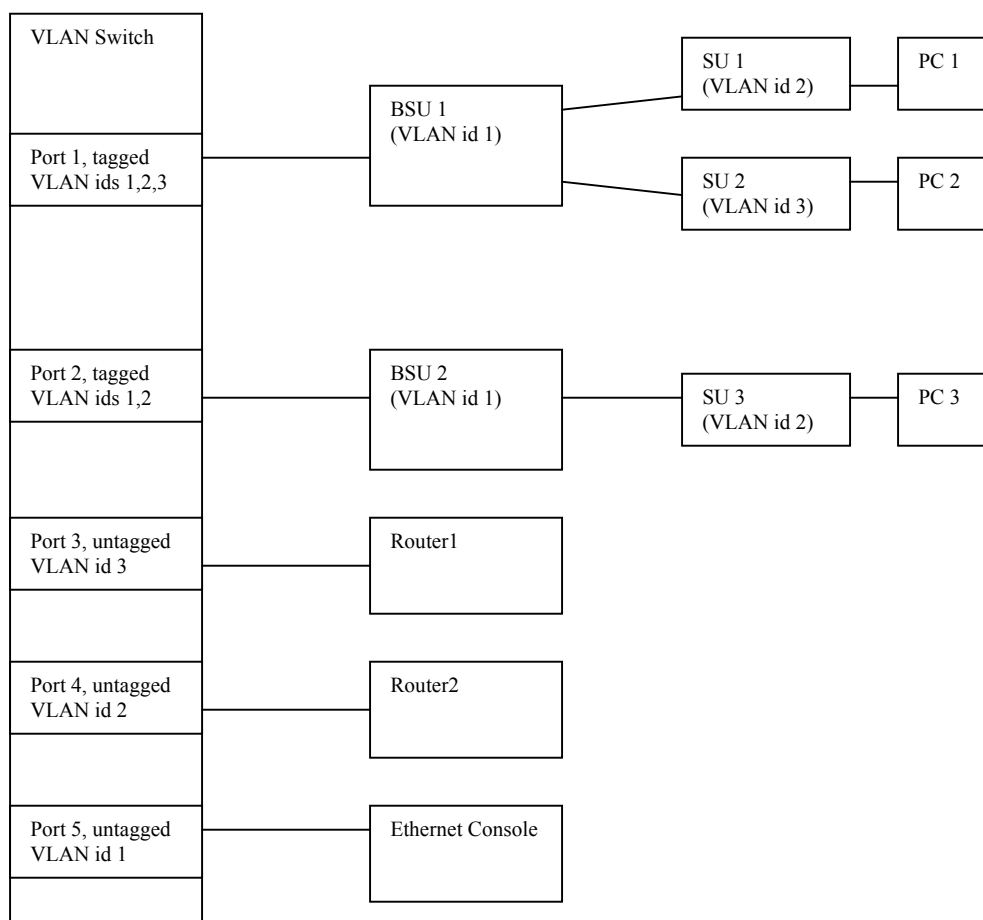 VLAN Switch
Port 1, tagged
VLAN ids 1,2,3
Port 2, tagged
VLAN ids 1,2
Port 3, untagged
VLAN id 3
Port 4, untagged
VLAN id 2
Port 5, untagged
VLAN id 1
BSU 1
(VLAN id 1)
BSU 2
(VLAN id 1)
Router1
Router2
Ethernet Console
SU 1
(VLAN id 2)
SU 2
(VLAN id 3)
SU 3
(VLAN id 2)
PC 1
PC 2
PC 3